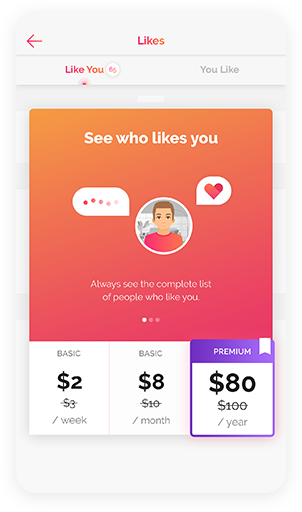 Likes
Like You 65
You Like
See who likes you
Always see the complete list
of people who like you.
BASIC
$2
$3
/ week
BASIC
$8
$10
/ month
PREMIUM
$80
$100
/ year